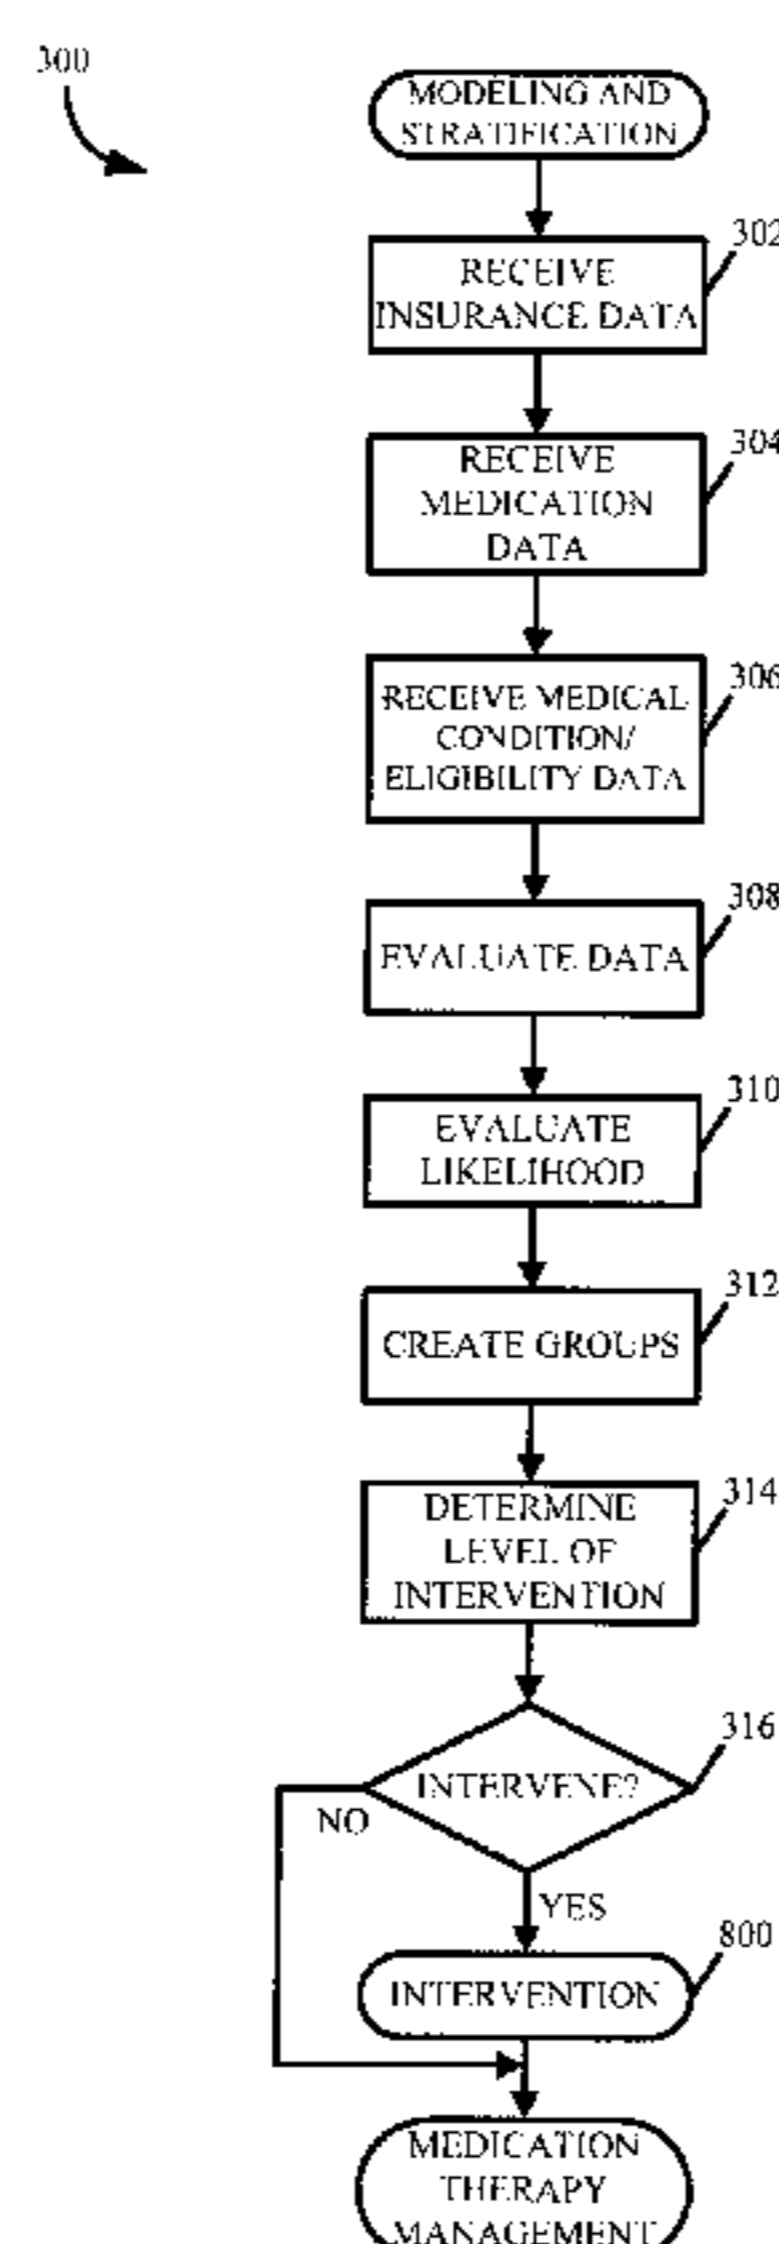 300
MODELING AND
STRATIFICATION
302
RECEIVE
INSURANCE DATA
304
RECEIVE
MEDICATION
DATA
306
RECEIVE MEDICAL
CONDITION/
ELIGIBILITY DATA
308
EVALUATE DATA
310
EVALUATE
LIKELIHOOD
312
CREATE GROUPS
314
DETERMINE
LEVEL OF
INTERVENTION
316
INTERVENE?
NO
YES
800
INTERVENTION
MEDICATION
THERAPY
MANAGEMENT